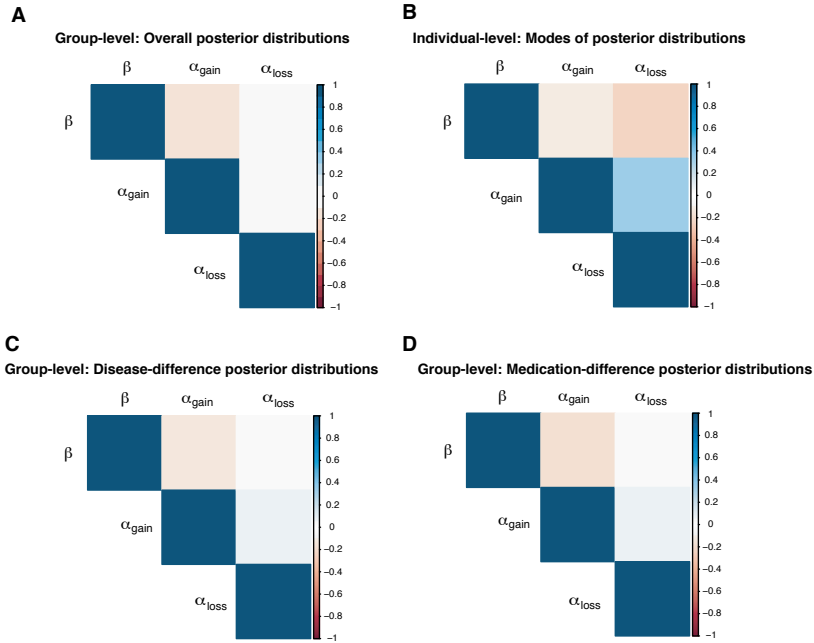 A
Group-level: Overall posterior distributions
β αgain αloss
β
αgain
αloss
1
0.8
0.6
0.4
0.2
0
−0.2
−0.4
−0.6
−0.8
−1
B
Individual-level: Modes of posterior distributions
β αgain αloss
β
αgain
αloss
1
0.8
0.6
0.4
0.2
0
−0.2
−0.4
−0.6
−0.8
−1
C
Group-level: Disease-difference posterior distributions
β αgain αloss
β
αgain
αloss
1
0.8
0.6
0.4
0.2
0
−0.2
−0.4
−0.6
−0.8
−1
D
Group-level: Medication-difference posterior distributions
β αgain αloss
β
αgain
αloss
1
0.8
0.6
0.4
0.2
0
−0.2
−0.4
−0.6
−0.8
−1